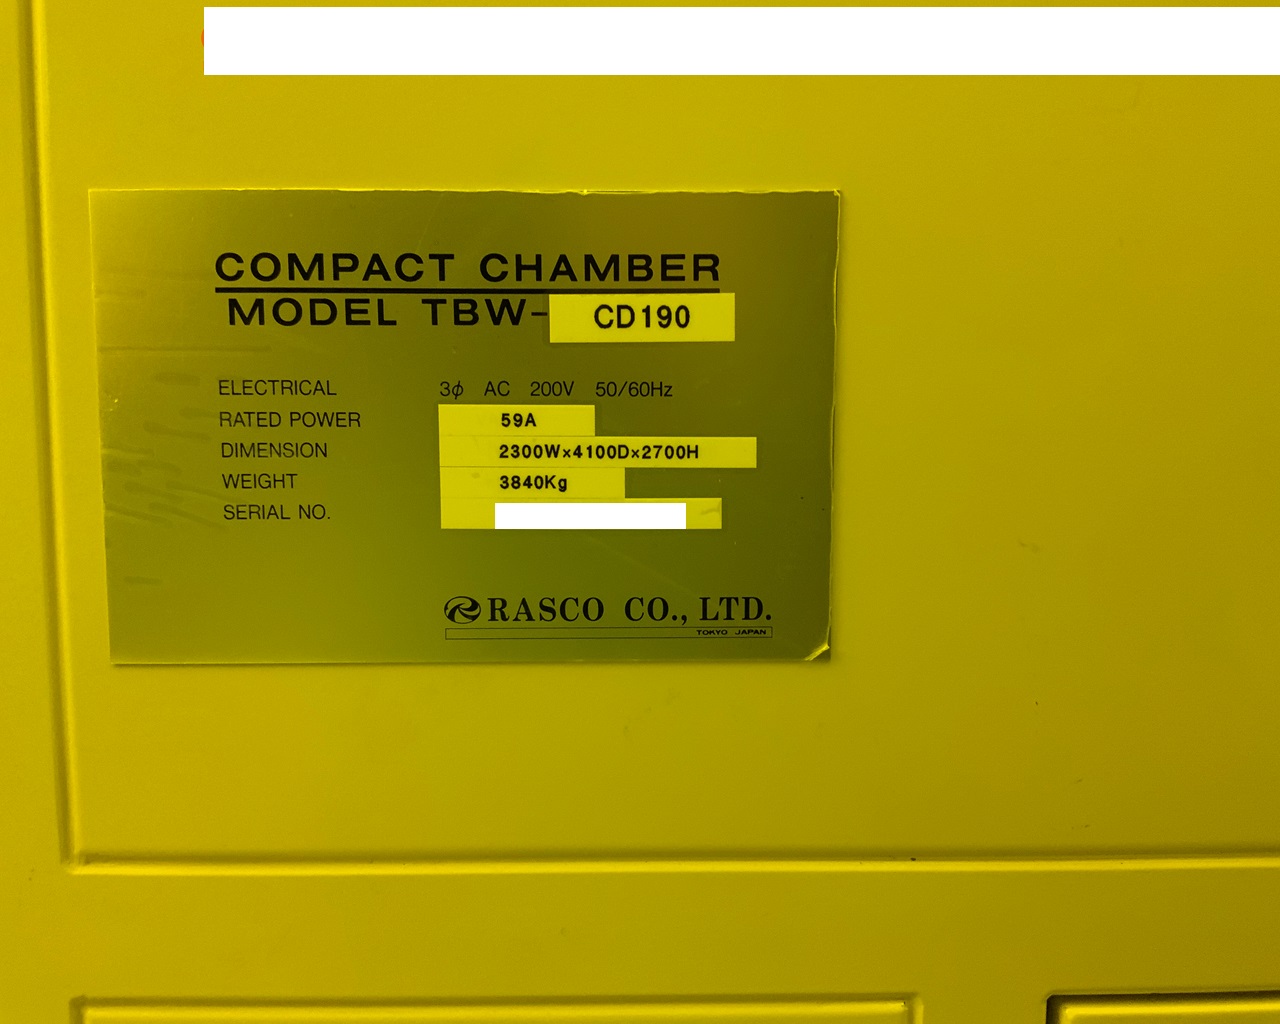 COMPACT CHAMBER
MODEL TBW-CD190
ELECTRICAL 3φ AC 200V 50/60Hz
RATED POWER 59A
DIMENSION 2300W×4100D×2700H
WEIGHT 3840Kg
SERIAL NO.
RASCO CO., LTD.
TOKYO JAPAN